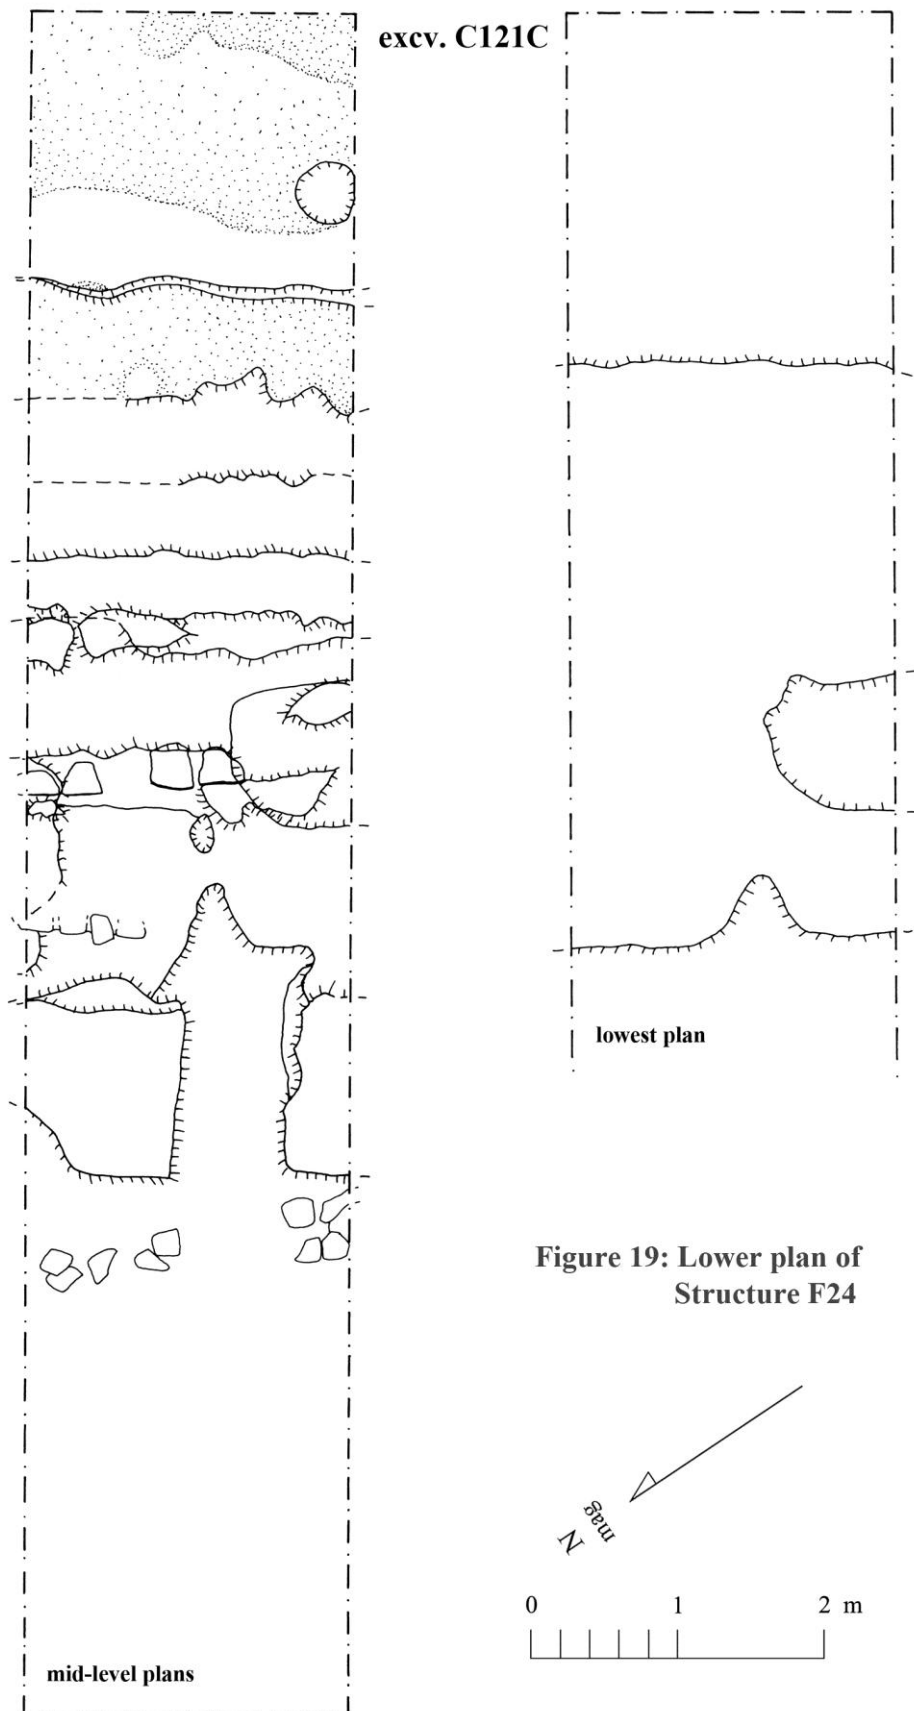 excv. C121C
lowest plan
Figure 19: Lower plan of
Structure F24
mag
N
0 1 2 m
mid-level plans